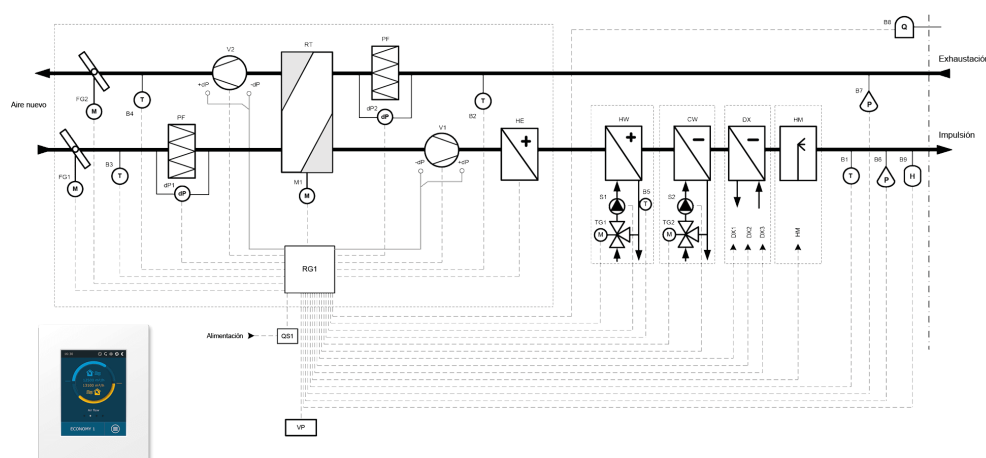 B8
Q
V2
RT
PF
Exhaustación
+dP
-dP
FG2
M
T
B4
dP2
dP
T
B2
B7
P
Aire nuevo
PF
V1
HE
HW
CW
DX
HM
Impulsión
-dP
+dP
B3
T
FG1
M
dP1
dP
M1
M
B1
T
B6
P
B9
H
S1
B5
T
S2
TG1
M
TG2
M
DX1
DX2
DX3
HM
RG1
Alimentación
QS1
VP
Air flow
ECONOMY 1